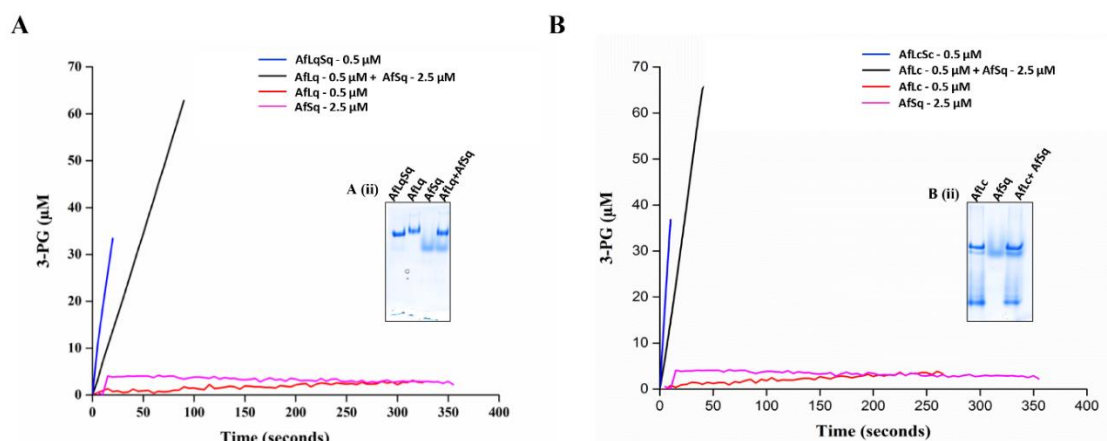 A
AfLqSq - 0.5 µM
AfLq - 0.5 µM + AfSq - 2.5 µM
AfLq - 0.5 µM
AfSq - 2.5 µM
70
60
50
40
30
20
10
0
3-PG (µM
A (ii)
AfLqSq
AfLq
AfSq
AfLq+AfSq
0 50 100 150 200 250 300 350 400
Time (seconds)
B
AfLcSc - 0.5 µM
AfLc - 0.5 µM + AfSq - 2.5 µM
AfLc - 0.5 µM
AfSq - 2.5 µM
70
60
50
40
30
20
10
0
3-PG (µM
B (ii)
AfLc
AfSq
AfLc+ AfSq
0 50 100 150 200 250 300 350 400
Time (seconds)